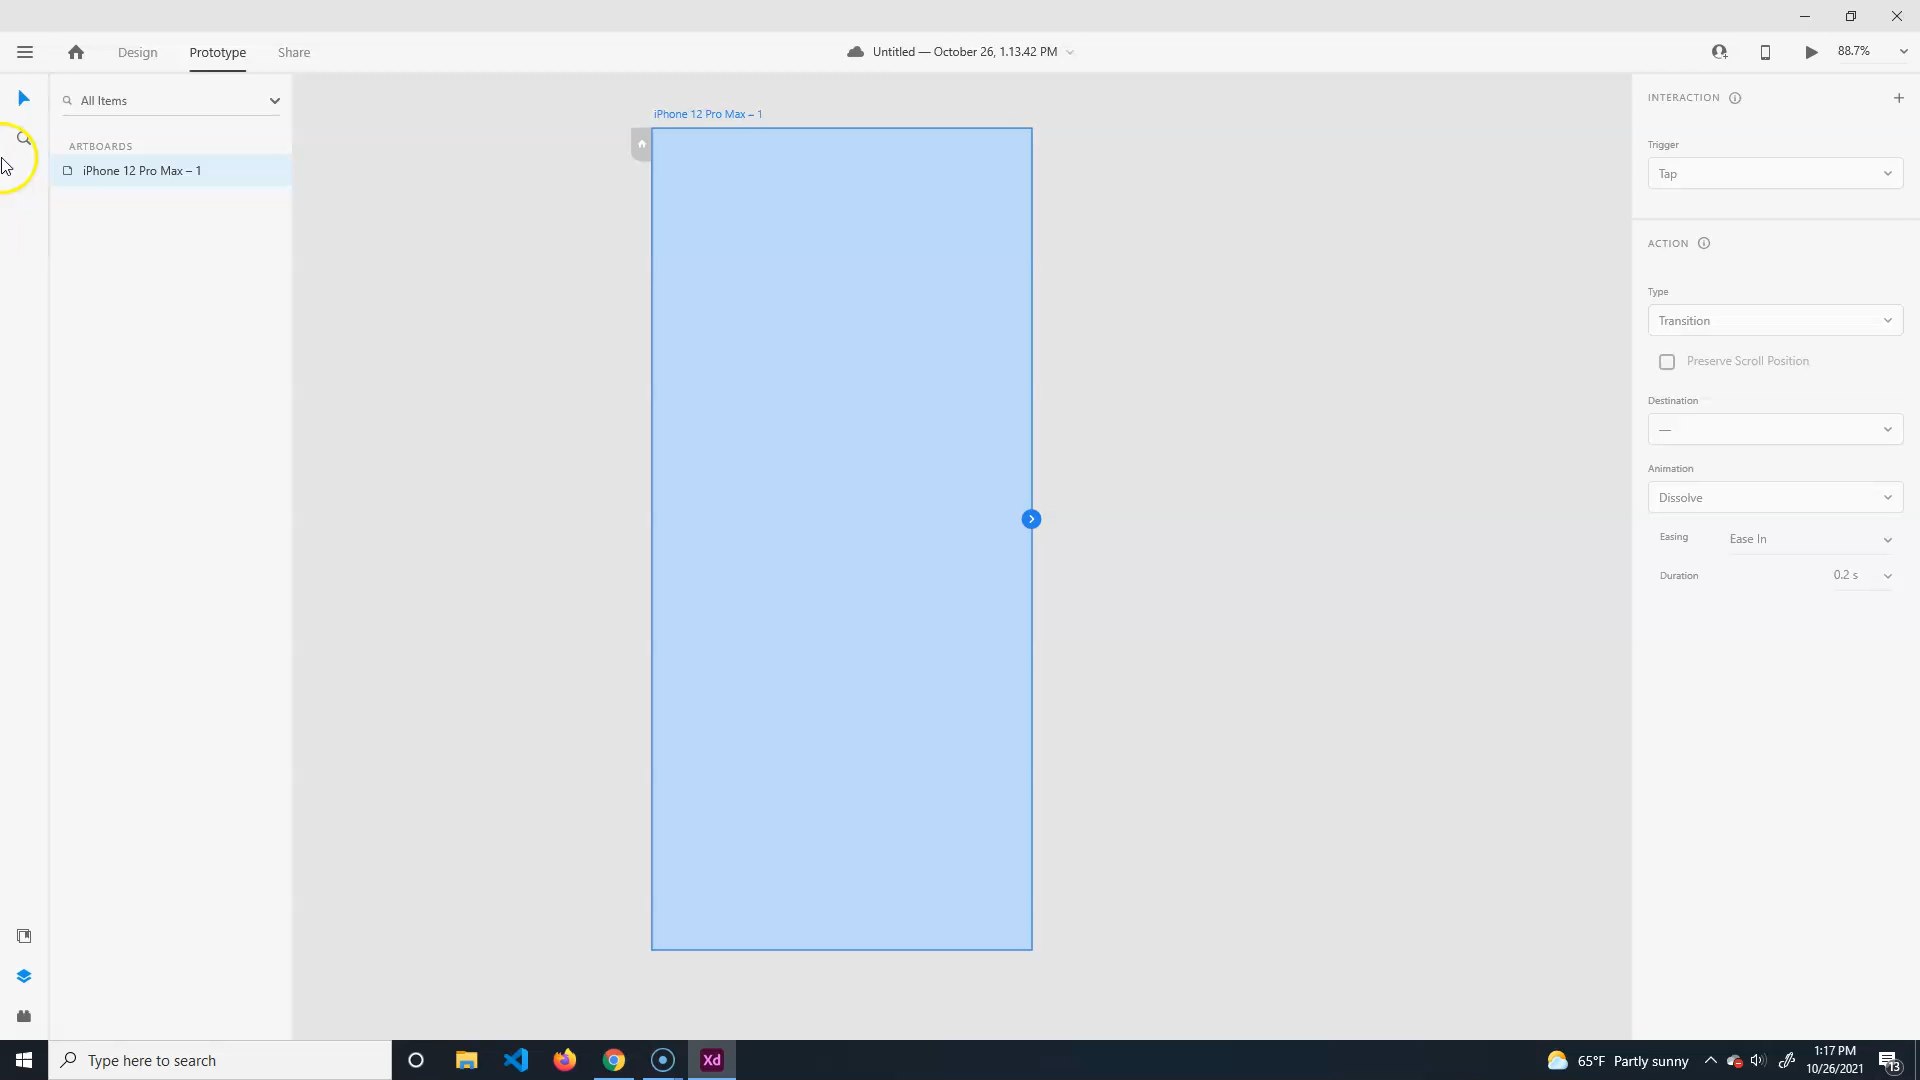 Design
Prototype
Share
Untitled — October 26, 1.13.42 PM
88.7%
All Items
ARTBOARDS
iPhone 12 Pro Max – 1
iPhone 12 Pro Max – 1
INTERACTION
Trigger
Tap
ACTION
Type
Transition
Preserve Scroll Position
Destination
—
Animation
Dissolve
Easing
Ease In
Duration
0.2 s
Type here to search
Xd
65°F Partly sunny
1:17 PM
10/26/2021
13